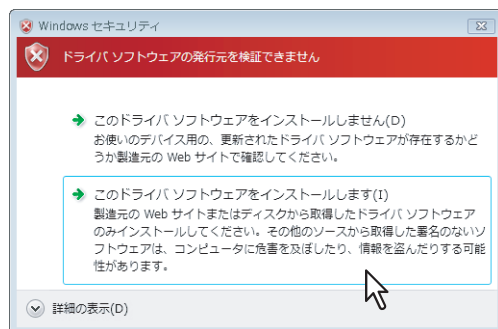 Windows セキュリティ
ドライバ ソフトウェアの発行元を検証できません
このドライバ ソフトウェアをインストールしません(D)
お使いのデバイス用の、更新されたドライバ ソフトウェアが存在するかど
うか製造元の Web サイトで確認してください。
このドライバ ソフトウェアをインストールします(I)
製造元の Web サイトまたはディスクから取得したドライバ ソフトウェア
のみインストールしてください。その他のソースから取得した署名のないソ
フトウェアは、コンピュータに危害を及ぼしたり、情報を盗んだりする可能
性があります。
詳細の表示(D)